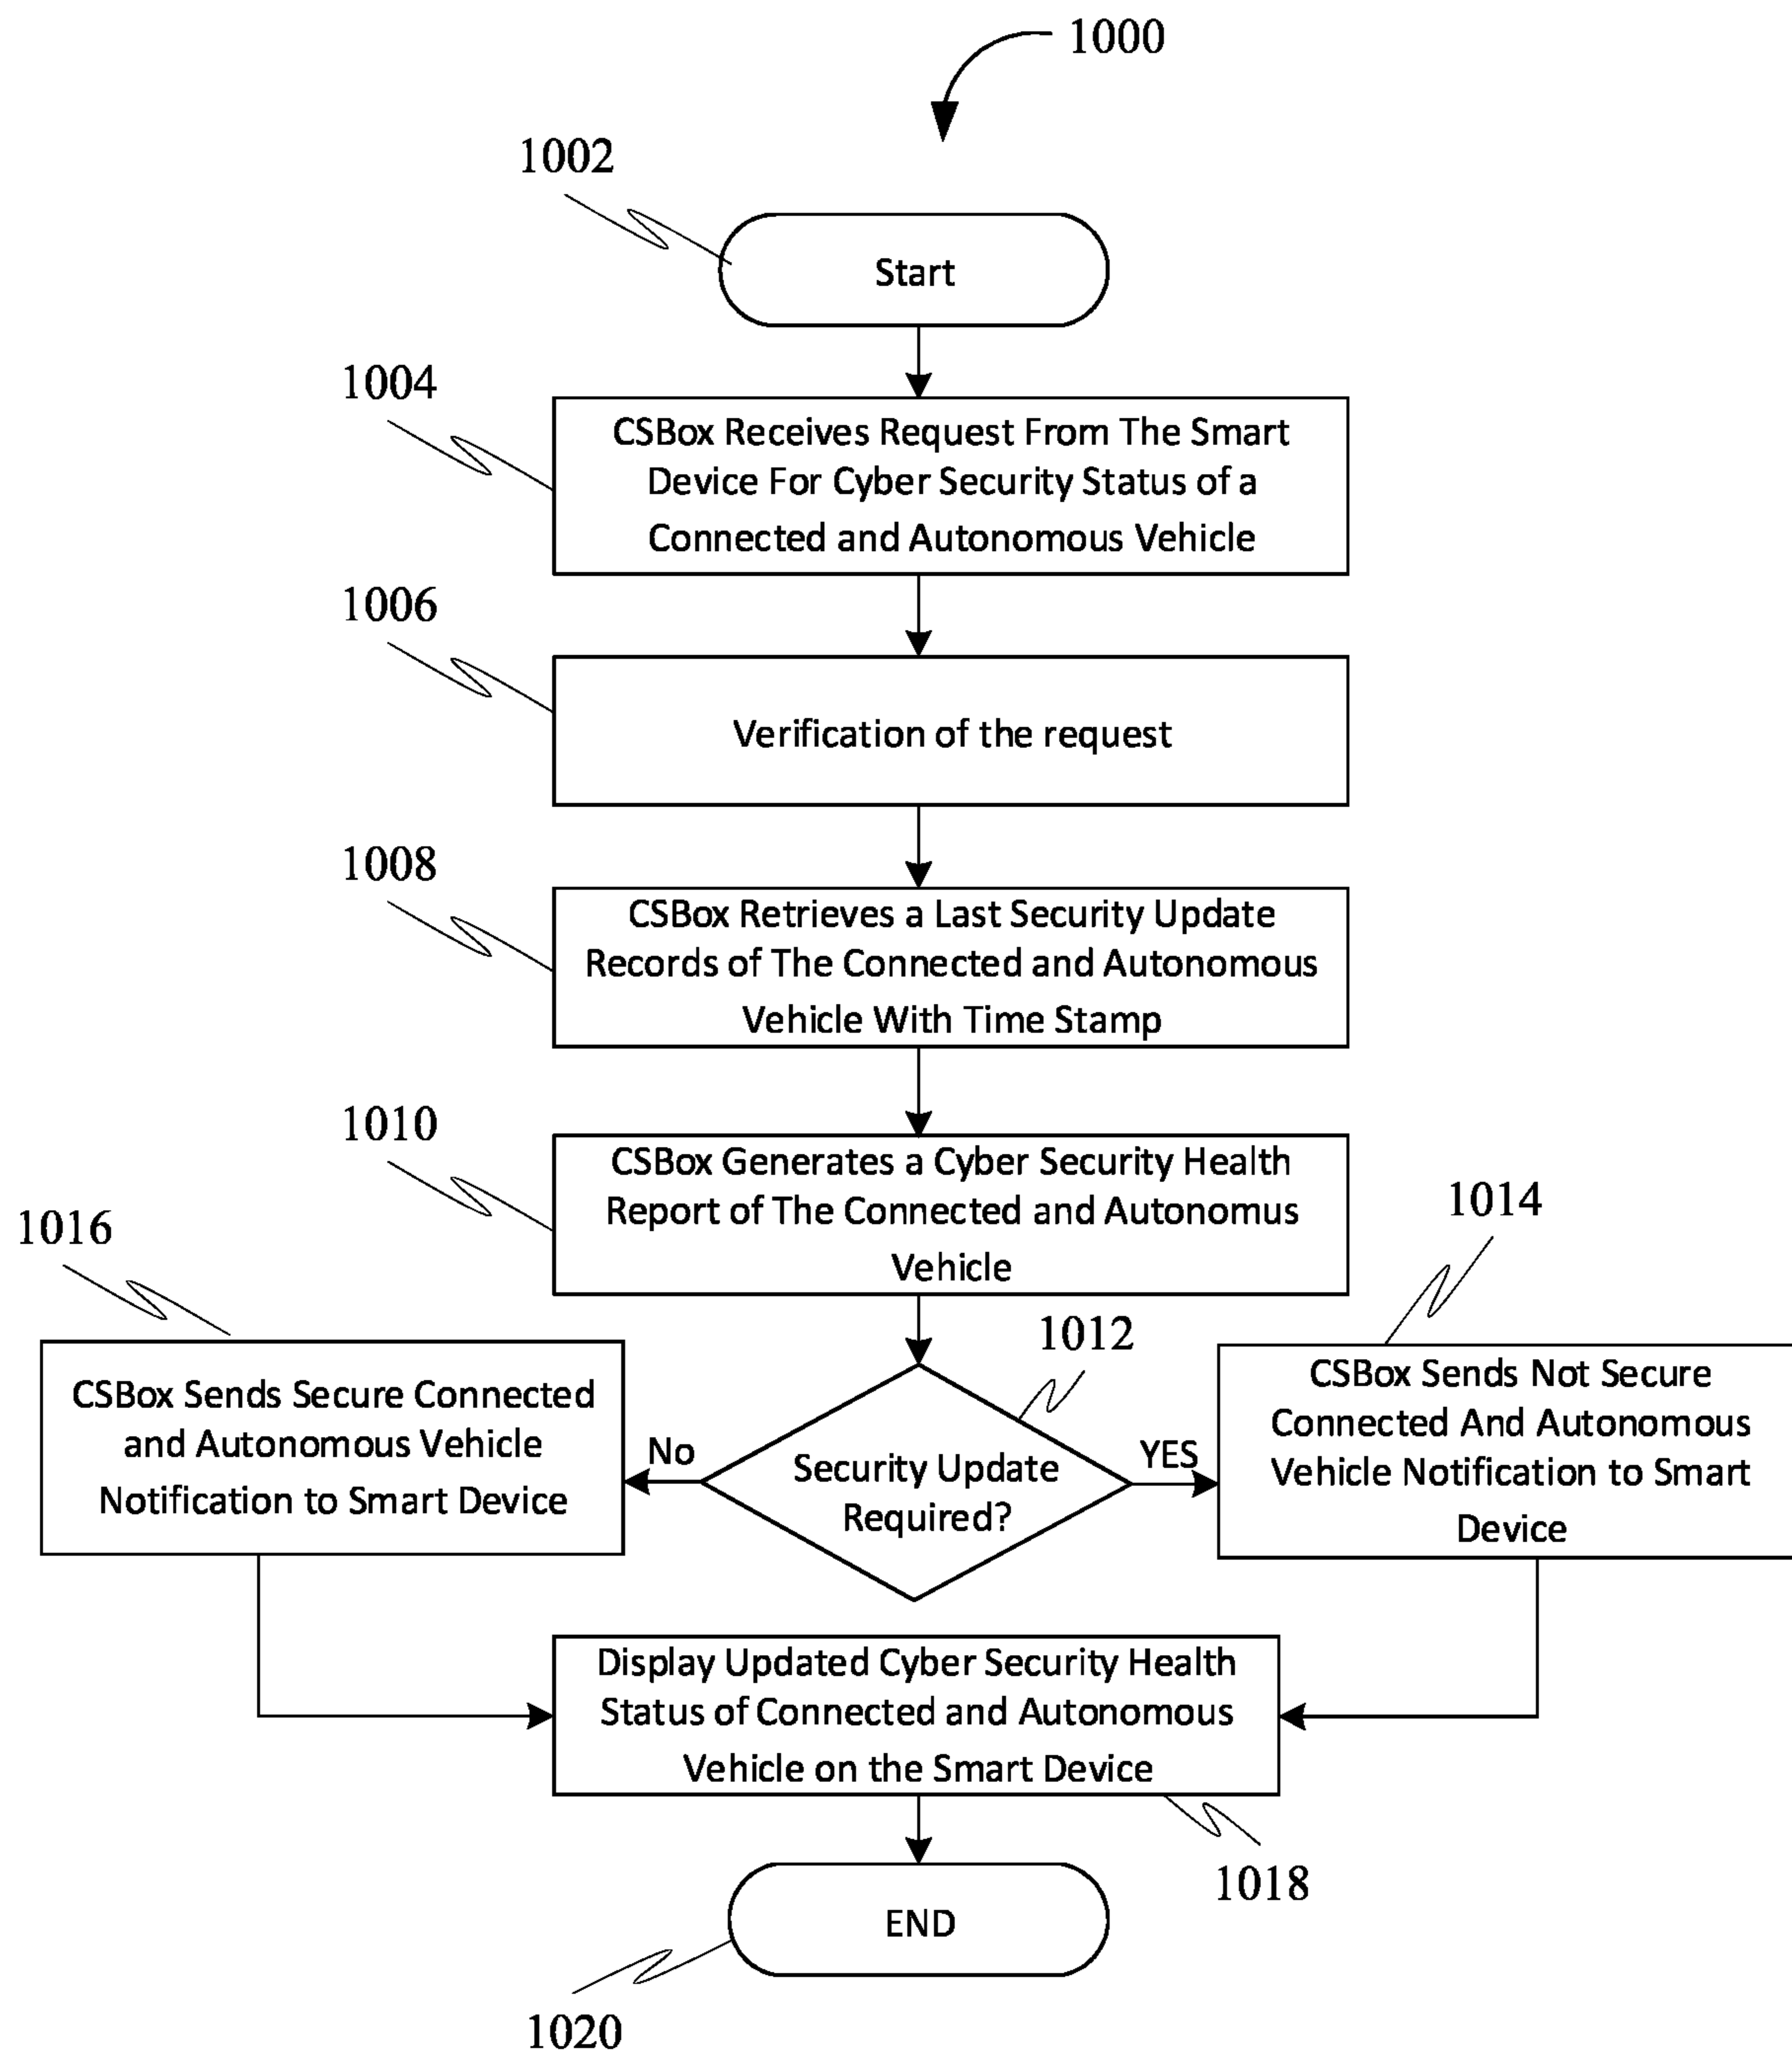 1000
1002
Start
1004
CSBox Receives Request From The Smart
Device For Cyber Security Status of a
Connected and Autonomous Vehicle
1006
Verification of the request
1008
CSBox Retrieves a Last Security Update
Records of The Connected and Autonomous
Vehicle With Time Stamp
1010
CSBox Generates a Cyber Security Health
Report of The Connected and Autonomus
Vehicle
1016
CSBox Sends Secure Connected
and Autonomous Vehicle
Notification to Smart Device
No
1012
Security Update
Required?
YES
1014
CSBox Sends Not Secure
Connected And Autonomous
Vehicle Notification to Smart
Device
Display Updated Cyber Security Health
Status of Connected and Autonomous
Vehicle on the Smart Device
1018
END
1020